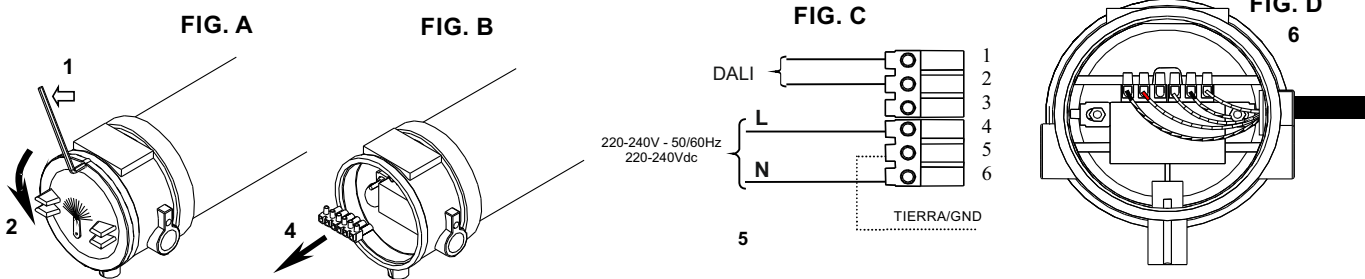 FIG. A
1
2
FIG. B
4
FIG. C
DALI
1
2
3
L
4
220-240V - 50/60Hz
220-240Vdc
5
N
6
TIERRA/GND
5
FIG. D
6